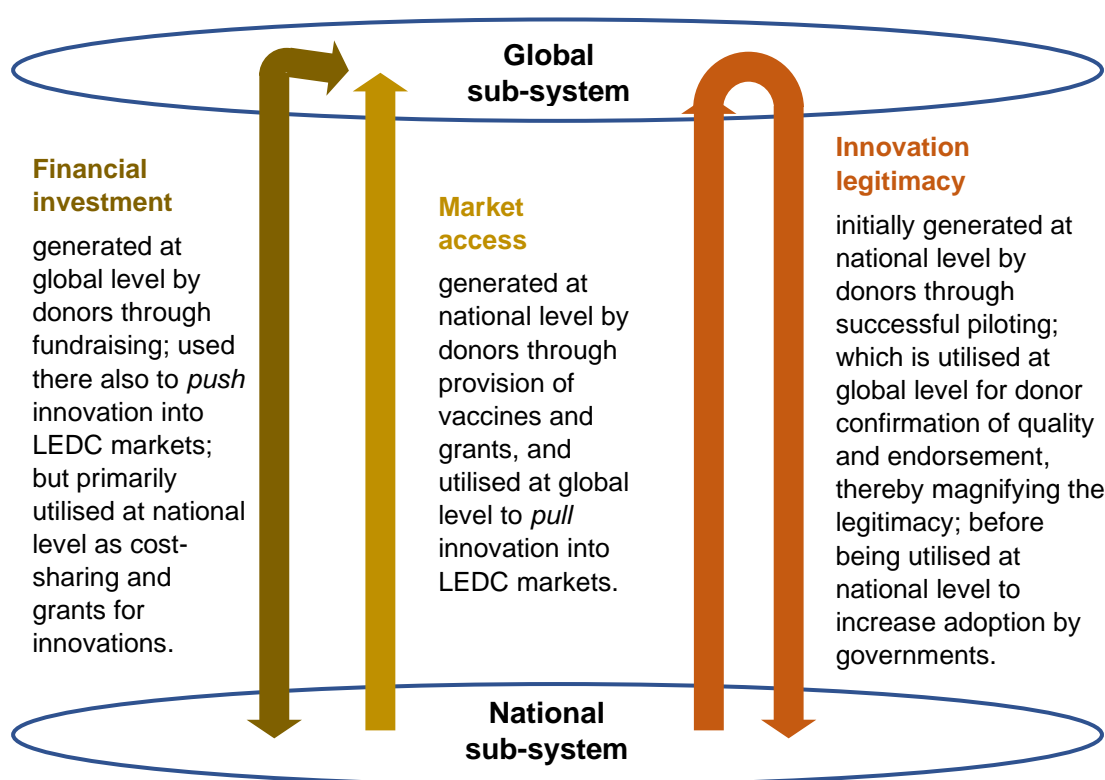 Global
sub-system
Financial
investment
generated at
global level by
donors through
fundraising; used
there also to push
innovation into
LEDC markets;
but primarily
utilised at national
level as cost-
sharing and
grants for
innovations.
Market
access
generated at
national level by
donors through
provision of
vaccines and
grants, and
utilised at global
level to pull
innovation into
LEDC markets.
Innovation
legitimacy
initially generated at
national level by
donors through
successful piloting;
which is utilised at
global level for donor
confirmation of quality
and endorsement,
thereby magnifying the
legitimacy; before
being utilised at
national level to
increase adoption by
governments.
National
sub-system